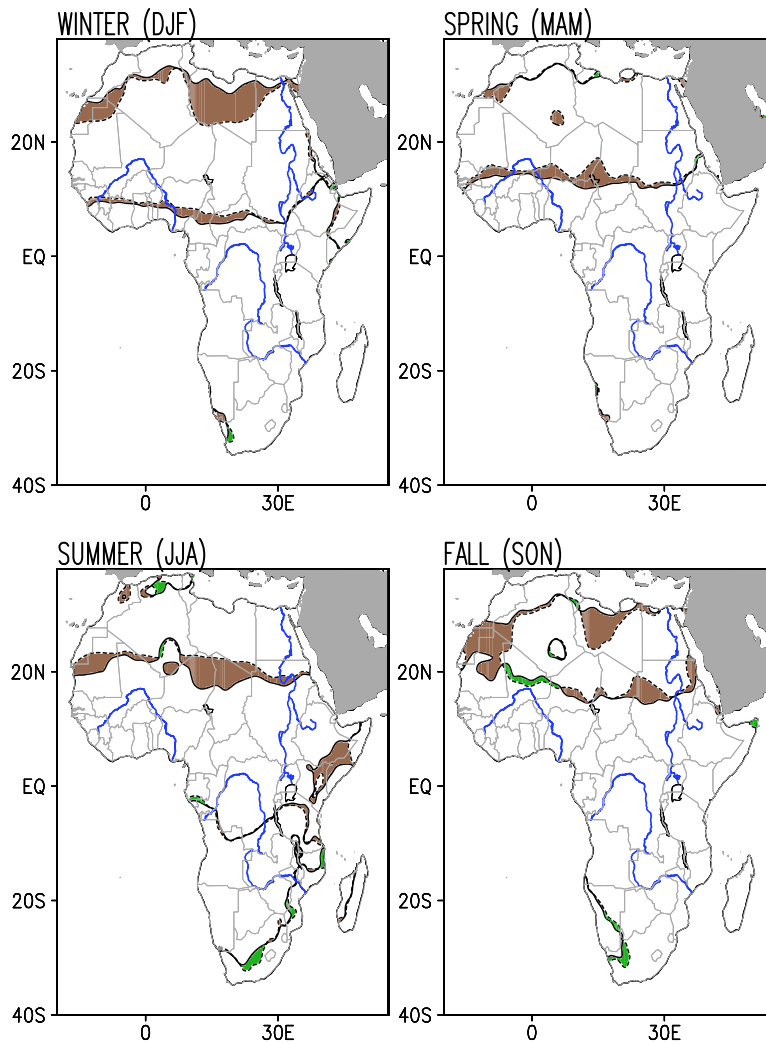 WINTER (DJF)
SPRING (MAM)
20N
EQ
20S
40S
0
30E
20N
EQ
20S
40S
0
30E
SUMMER (JJA)
FALL (SON)
20N
EQ
20S
40S
0
30E
20N
EQ
20S
40S
0
30E